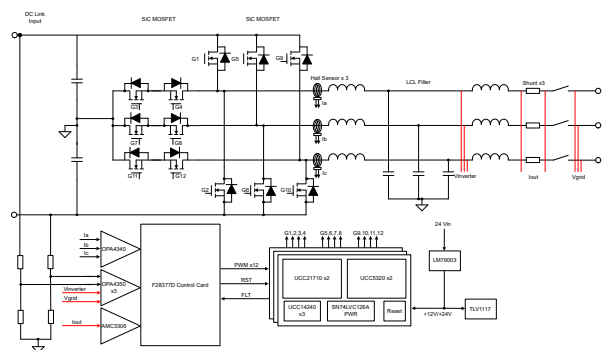 DC Link
Input
SiC MOSFET
SiC MOSFET
G1
G5
G9
Hall Sensor x 3
LCL Filter
Shunt x3
G3
G4
Ia
G7
G8
Ib
G11
G12
Ic
Vinverter
Iout
Vgrid
G2
G6
G10
Ia
Ib
Ic
OPA4340
OPA4350
x3
Vinverter
Vgrid
Iout
AMC3306
F28377D Control Card
PWM x12
RST
FLT
G1,2,3,4
G5,6,7,8
G9,10,11,12
UCC21710 x2
UCC5320 x2
UCC14240
x3
SN74LVC126A
PWR
Reset
24 Vin
LM76003
+12V/+24V
TLV1117